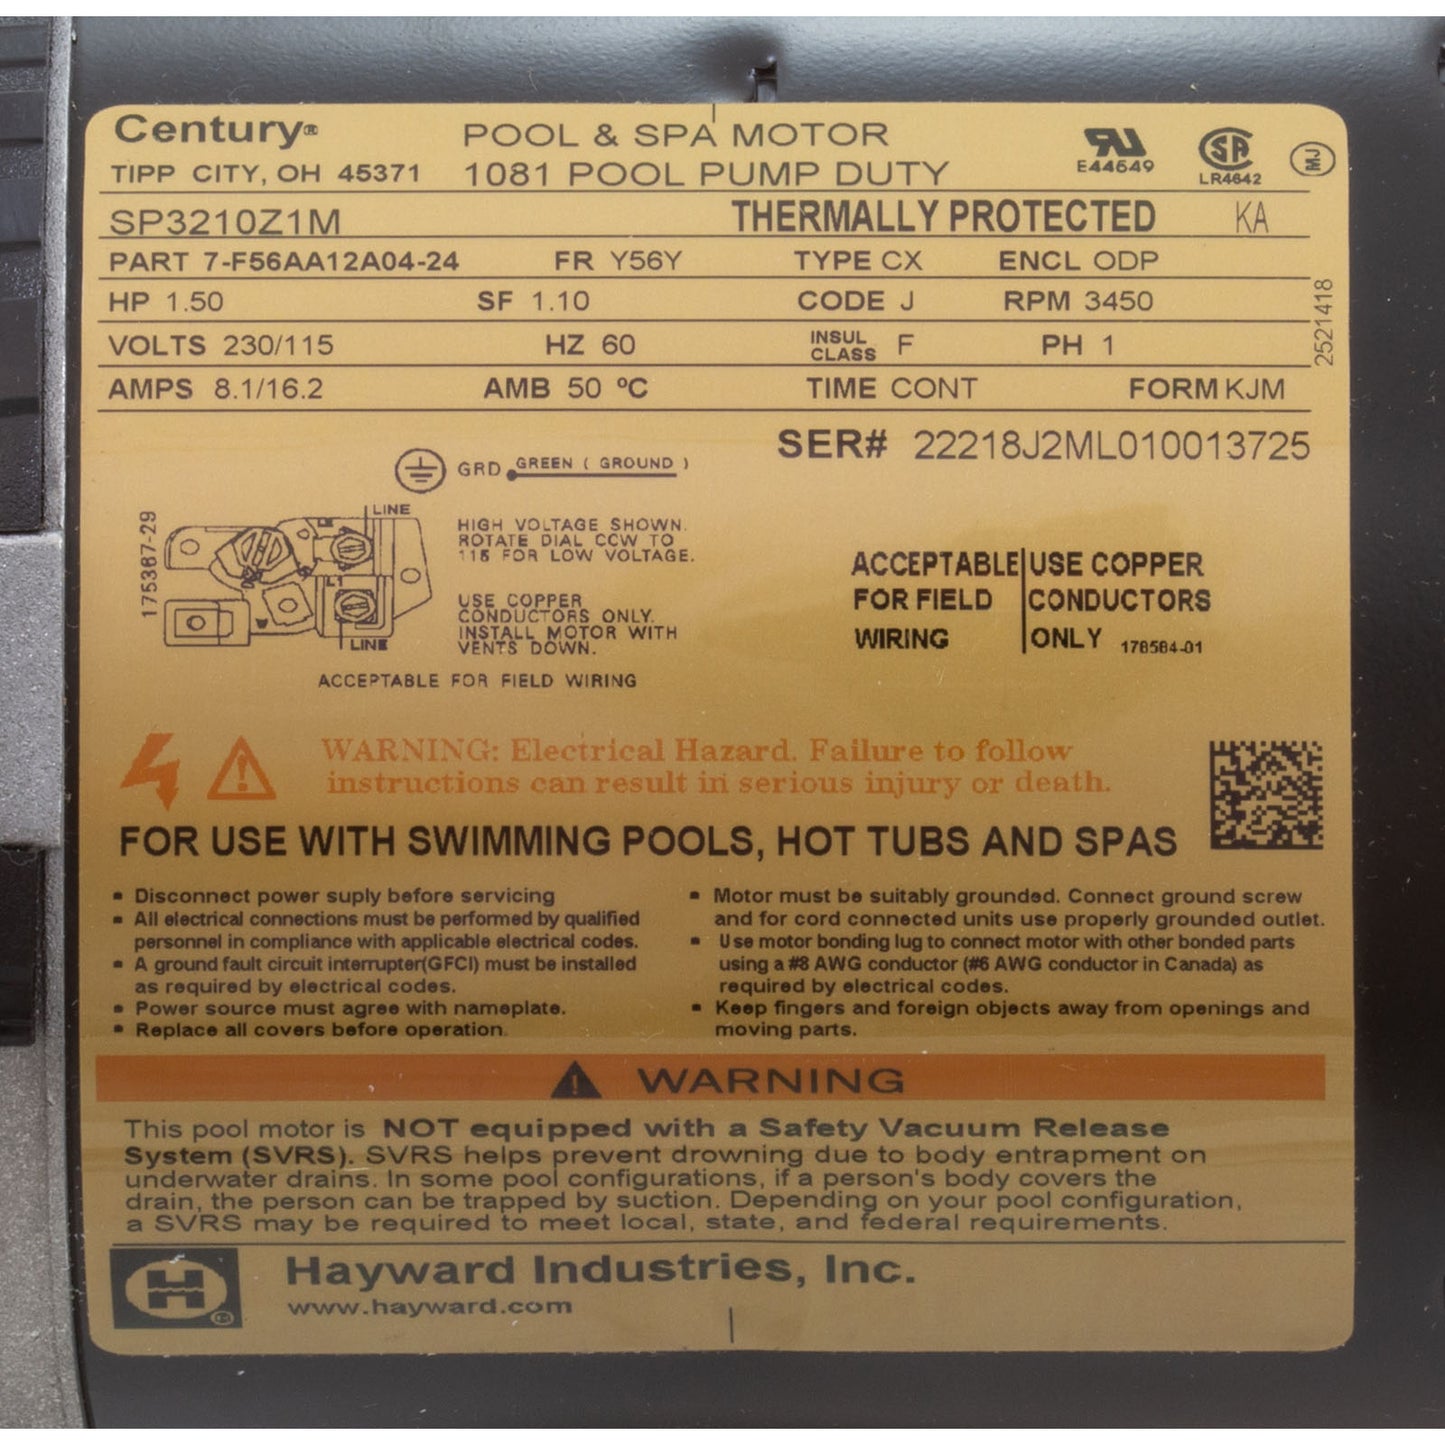 Century®
POOL & SPA MOTOR
TIPP CITY, OH 45371
1081 POOL PUMP DUTY
E44649
SA
LR4642
SP3210Z1M
THERMALLY PROTECTED
KA
PART 7-F56AA12A04-24 FR Y56Y TYPE CX ENCL ODP
HP 1.50 SF 1.10 CODE J RPM 3450
VOLTS 230/115 HZ 60 INSUL CLASS F PH 1
AMPS 8.1/16.2 AMB 50 ºC TIME CONT FORM KJM
2521418
SER# 22218J2ML010013725
GRD GREEN ( GROUND )
175367-29
LINE
L1
LINE
HIGH VOLTAGE SHOWN.
ROTATE DIAL CCW TO
115 FOR LOW VOLTAGE.
USE COPPER
CONDUCTORS ONLY.
INSTALL MOTOR WITH
VENTS DOWN.
ACCEPTABLE FOR FIELD WIRING
ACCEPTABLE
FOR FIELD
WIRING
USE COPPER
CONDUCTORS
ONLY 178584-01
WARNING: Electrical Hazard. Failure to follow
instructions can result in serious injury or death.
FOR USE WITH SWIMMING POOLS, HOT TUBS AND SPAS
▪ Disconnect power suply before servicing
▪ All electrical connections must be performed by qualified
personnel in compliance with applicable electrical codes.
▪ A ground fault circuit interrupter(GFCI) must be installed
as required by electrical codes.
▪ Power source must agree with nameplate.
▪ Replace all covers before operation.
▪ Motor must be suitably grounded. Connect ground screw
and for cord connected units use properly grounded outlet.
▪ Use motor bonding lug to connect motor with other bonded parts
using a #8 AWG conductor (#6 AWG conductor in Canada) as
required by electrical codes.
▪ Keep fingers and foreign objects away from openings and
moving parts.
WARNING
This pool motor is NOT equipped with a Safety Vacuum Release
System (SVRS). SVRS helps prevent drowning due to body entrapment on
underwater drains. In some pool configurations, if a person's body covers the
drain, the person can be trapped by suction. Depending on your pool configuration,
a SVRS may be required to meet local, state, and federal requirements.
H ®
Hayward Industries, Inc.
www.hayward.com